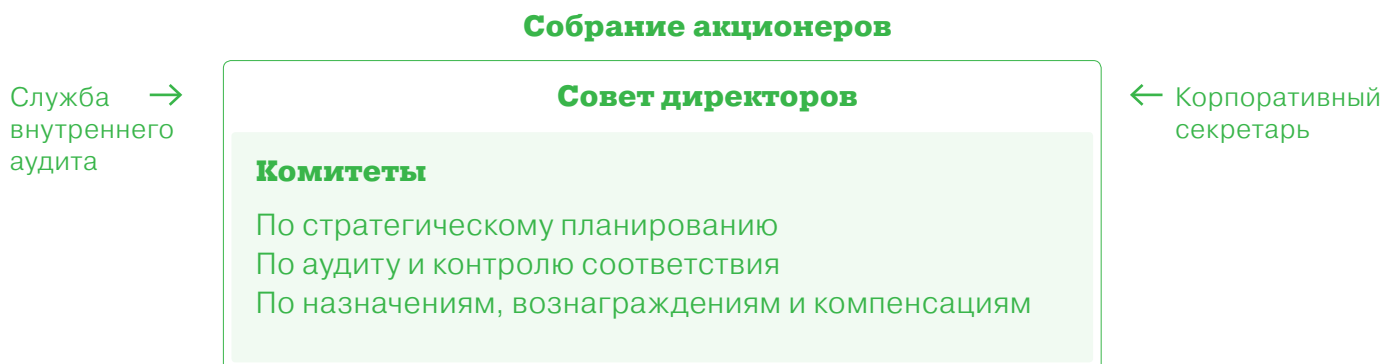 Собрание акционеров
Служба
внутреннего
аудита
Совет директоров
Корпоративный
секретарь
Комитеты
По стратегическому планированию
По аудиту и контролю соответствия
По назначениям, вознаграждениям и компенсациям